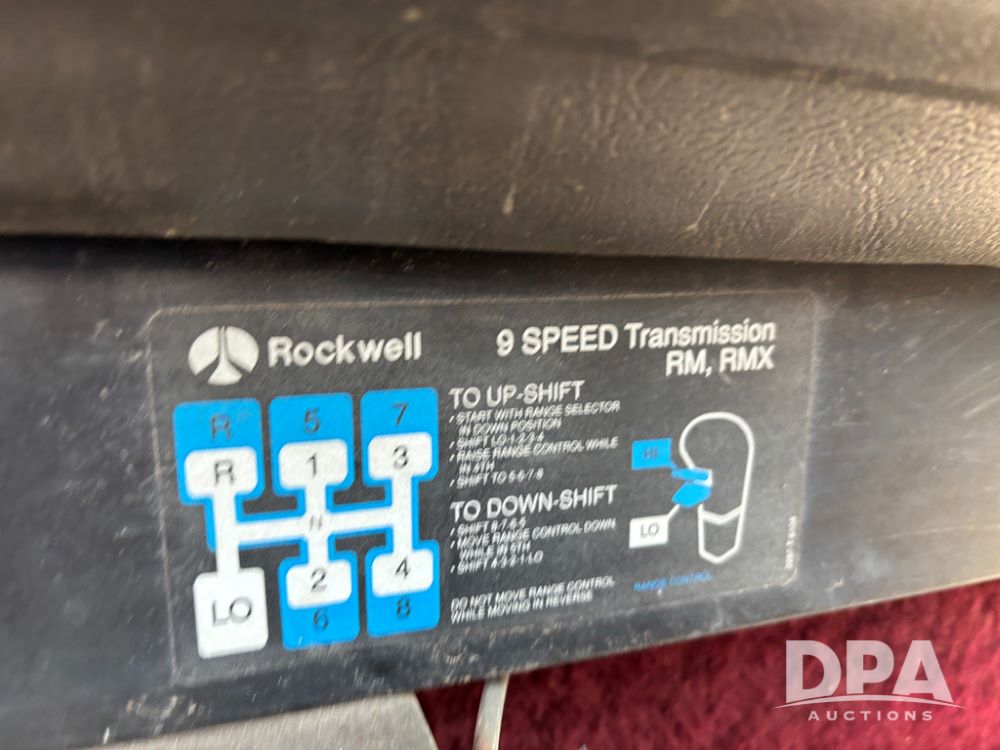 Rockwell
9 SPEED Transmission
RM, RMX
R 5 7
R 1 3
N
2 4
LO
6 8
TO UP-SHIFT
• START WITH RANGE SELECTOR
IN DOWN POSITION
• SHIFT LO-1-2-3-4
• RAISE RANGE CONTROL WHILE
IN 4TH
• SHIFT TO 5-6-7-8
TO DOWN-SHIFT
• SHIFT 8-7-6-5
• MOVE RANGE CONTROL DOWN
WHILE IN 5TH
• SHIFT 4-3-2-1-LO
DO NOT MOVE RANGE CONTROL
WHILE MOVING IN REVERSE
HI
LO
RANGE CONTROL
DPA
AUCTIONS